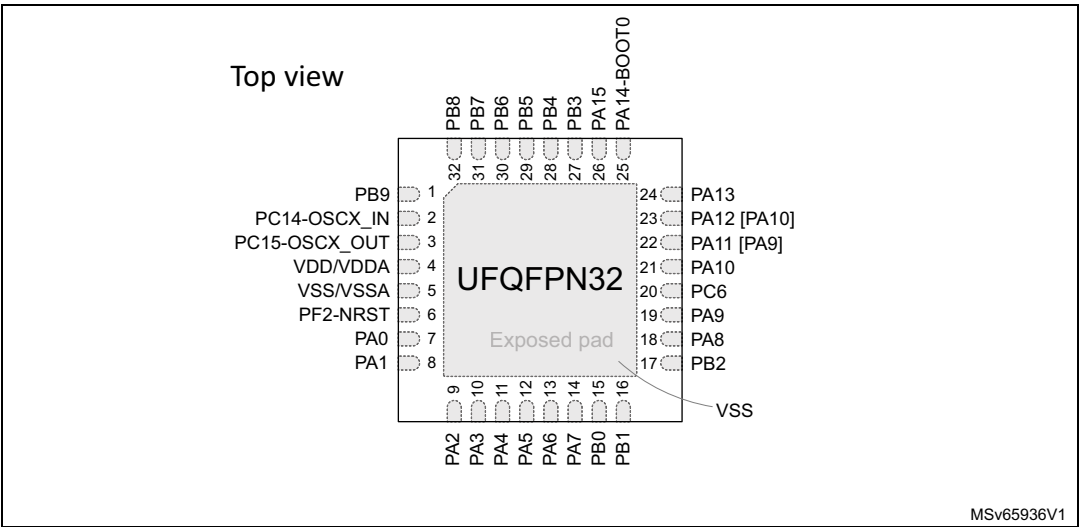 Top view
PB8
PB7
PB6
PB5
PB4
PB3
PA15
PA14-BOOT0
32
31
30
29
28
27
26
25
PB9 1
PC14-OSCX_IN 2
PC15-OSCX_OUT 3
VDD/VDDA 4
VSS/VSSA 5
PF2-NRST 6
PA0 7
PA1 8
UFQFPN32
Exposed pad
24 PA13
23 PA12 [PA10]
22 PA11 [PA9]
21 PA10
20 PC6
19 PA9
18 PA8
17 PB2
VSS
9
10
11
12
13
14
15
16
PA2
PA3
PA4
PA5
PA6
PA7
PB0
PB1
MSv65936V1